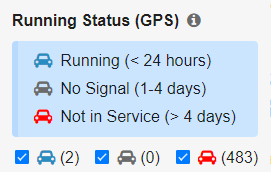 Running Status (GPS)
Running (< 24 hours)
No Signal (1-4 days)
Not in Service (> 4 days)
(2) (0) (483)